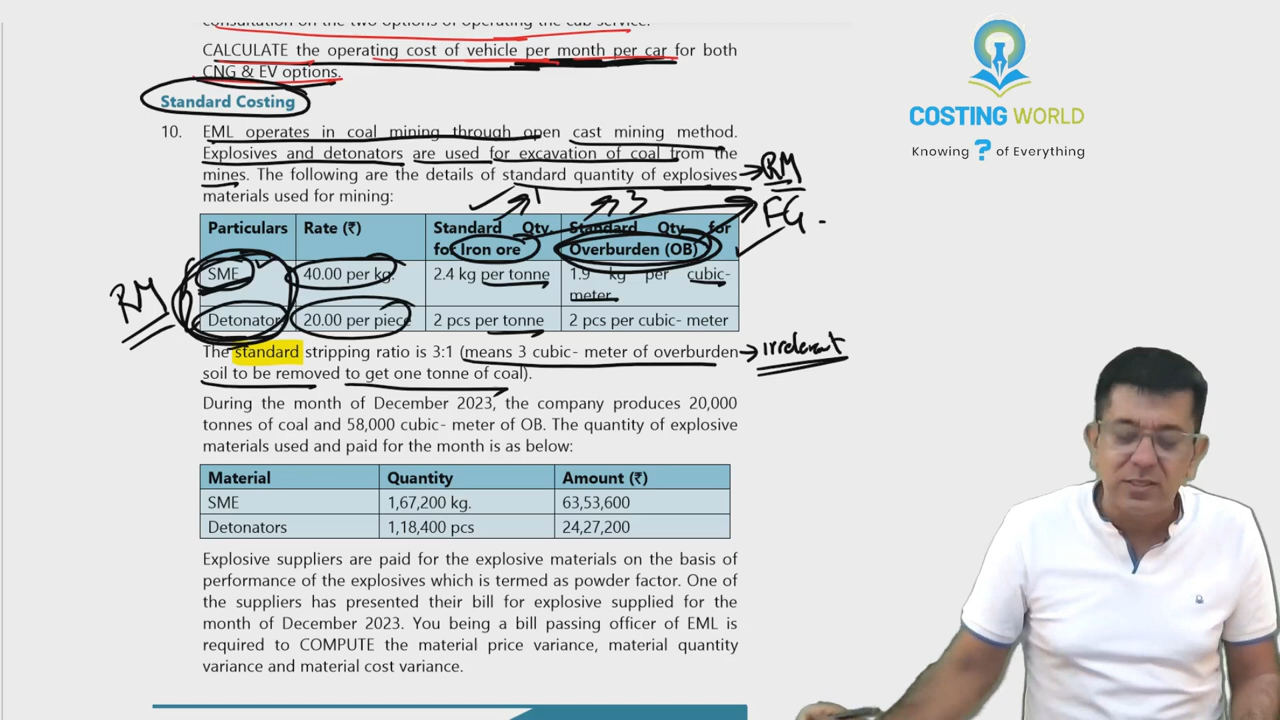 consultation on the two options of operating the cab service.
CALCULATE the operating cost of vehicle per month per car for both
CNG & EV options.
Standard Costing
10. EML operates in coal mining through open cast mining method.
Explosives and detonators are used for excavation of coal from the
mines. The following are the details of standard quantity of explosives
materials used for mining:
RM
1
3
FG
Particulars Rate (₹) Standard Qty. for Iron ore Standard Qty for Overburden (OB)
SME 40.00 per kg. 2.4 kg per tonne 1.9 kg per cubic-meter
Detonator 20.00 per piece 2 pcs per tonne 2 pcs per cubic- meter
RM
The standard stripping ratio is 3:1 (means 3 cubic- meter of overburden
soil to be removed to get one tonne of coal).
irrelevant
During the month of December 2023, the company produces 20,000
tonnes of coal and 58,000 cubic- meter of OB. The quantity of explosive
materials used and paid for the month is as below:
Material Quantity Amount (₹)
SME 1,67,200 kg. 63,53,600
Detonators 1,18,400 pcs 24,27,200
Explosive suppliers are paid for the explosive materials on the basis of
performance of the explosives which is termed as powder factor. One of
the suppliers has presented their bill for explosive supplied for the
month of December 2023. You being a bill passing officer of EML is
required to COMPUTE the material price variance, material quantity
variance and material cost variance.
COSTING WORLD
Knowing ? of Everything